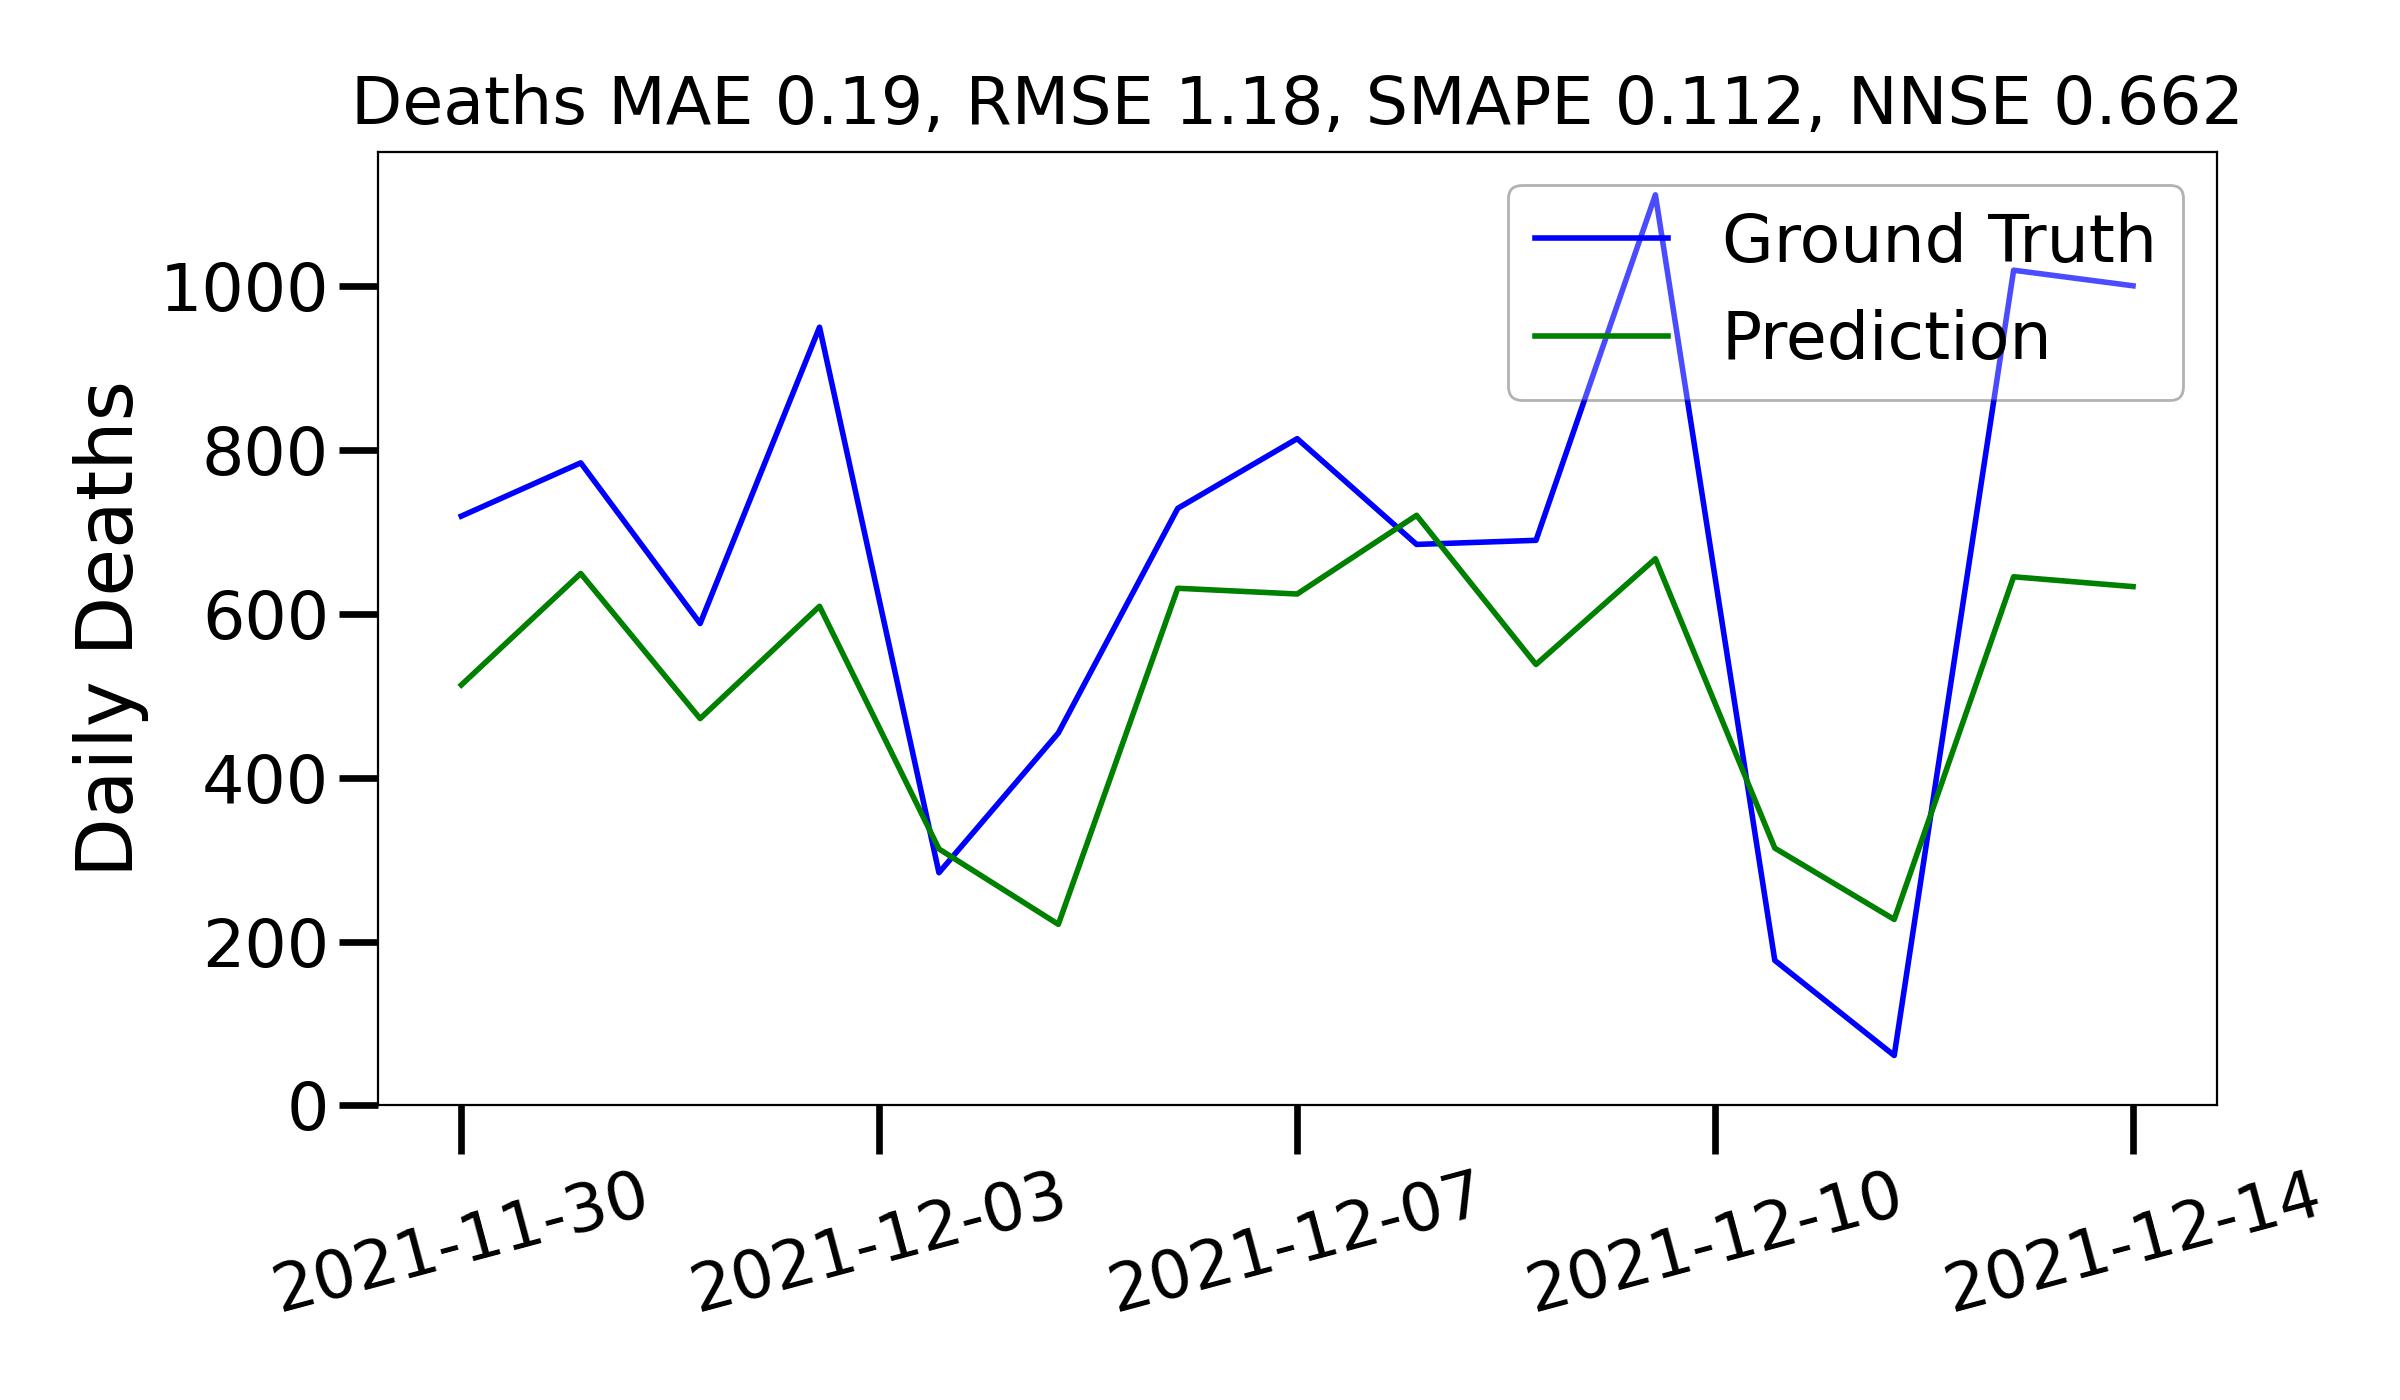 Deaths MAE 0.19, RMSE 1.18, SMAPE 0.112, NNSE 0.662
Ground Truth
Prediction
Daily Deaths
1000
800
600
400
200
0
2021-11-30
2021-12-03
2021-12-07
2021-12-10
2021-12-14